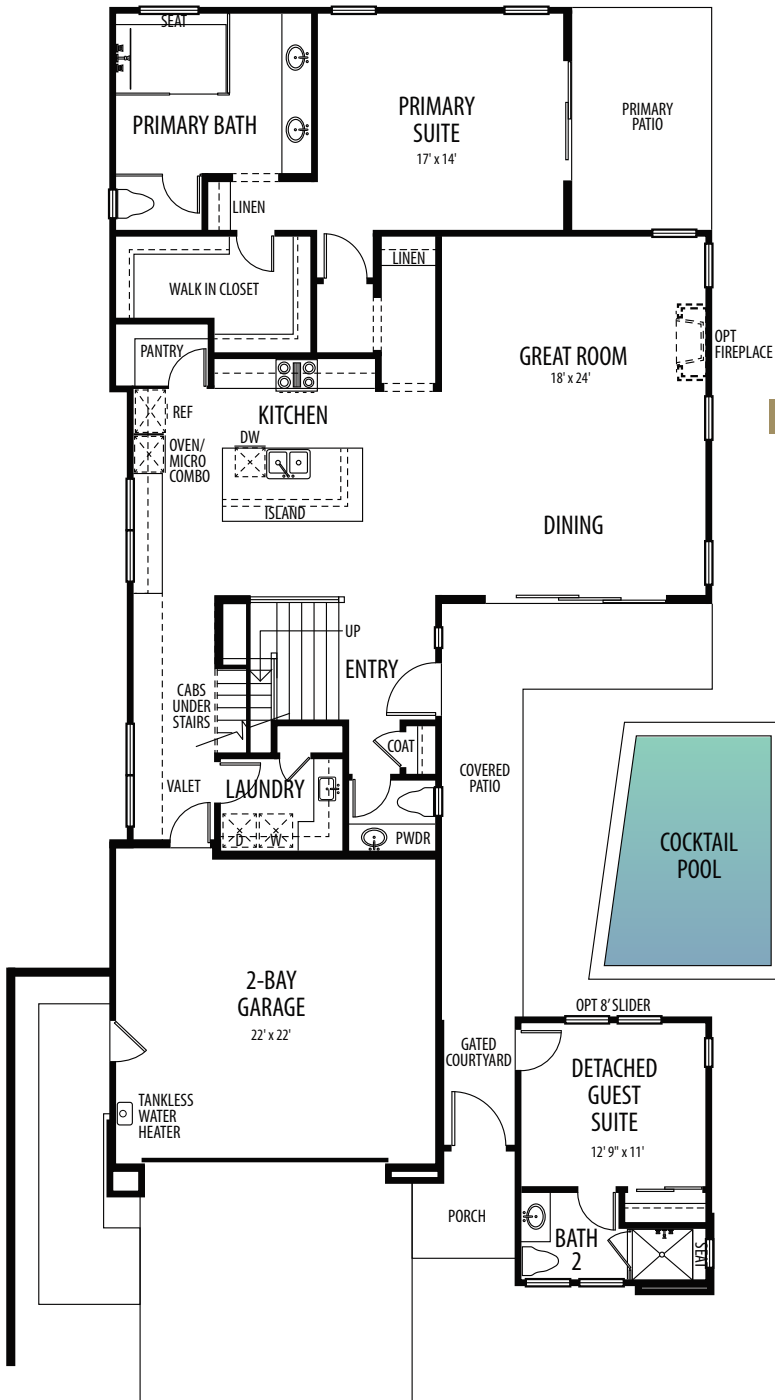 SEAT
PRIMARY BATH
PRIMARY
SUITE
17' x 14'
PRIMARY
PATIO
LINEN
LINEN
WALK IN CLOSET
PANTRY
GREAT ROOM
18' x 24'
OPT
FIREPLACE
REF
KITCHEN
OVEN/
MICRO
COMBO
DW
ISLAND
DINING
UP
ENTRY
CABS
UNDER
STAIRS
COAT
COVERED
PATIO
VALET
LAUNDRY
D
W
PWDR
COCKTAIL
POOL
2-BAY
GARAGE
22' x 22'
OPT 8' SLIDER
GATED
COURTYARD
DETACHED
GUEST
SUITE
12' 9" x 11'
TANKLESS
WATER
HEATER
PORCH
BATH
2
SEAT